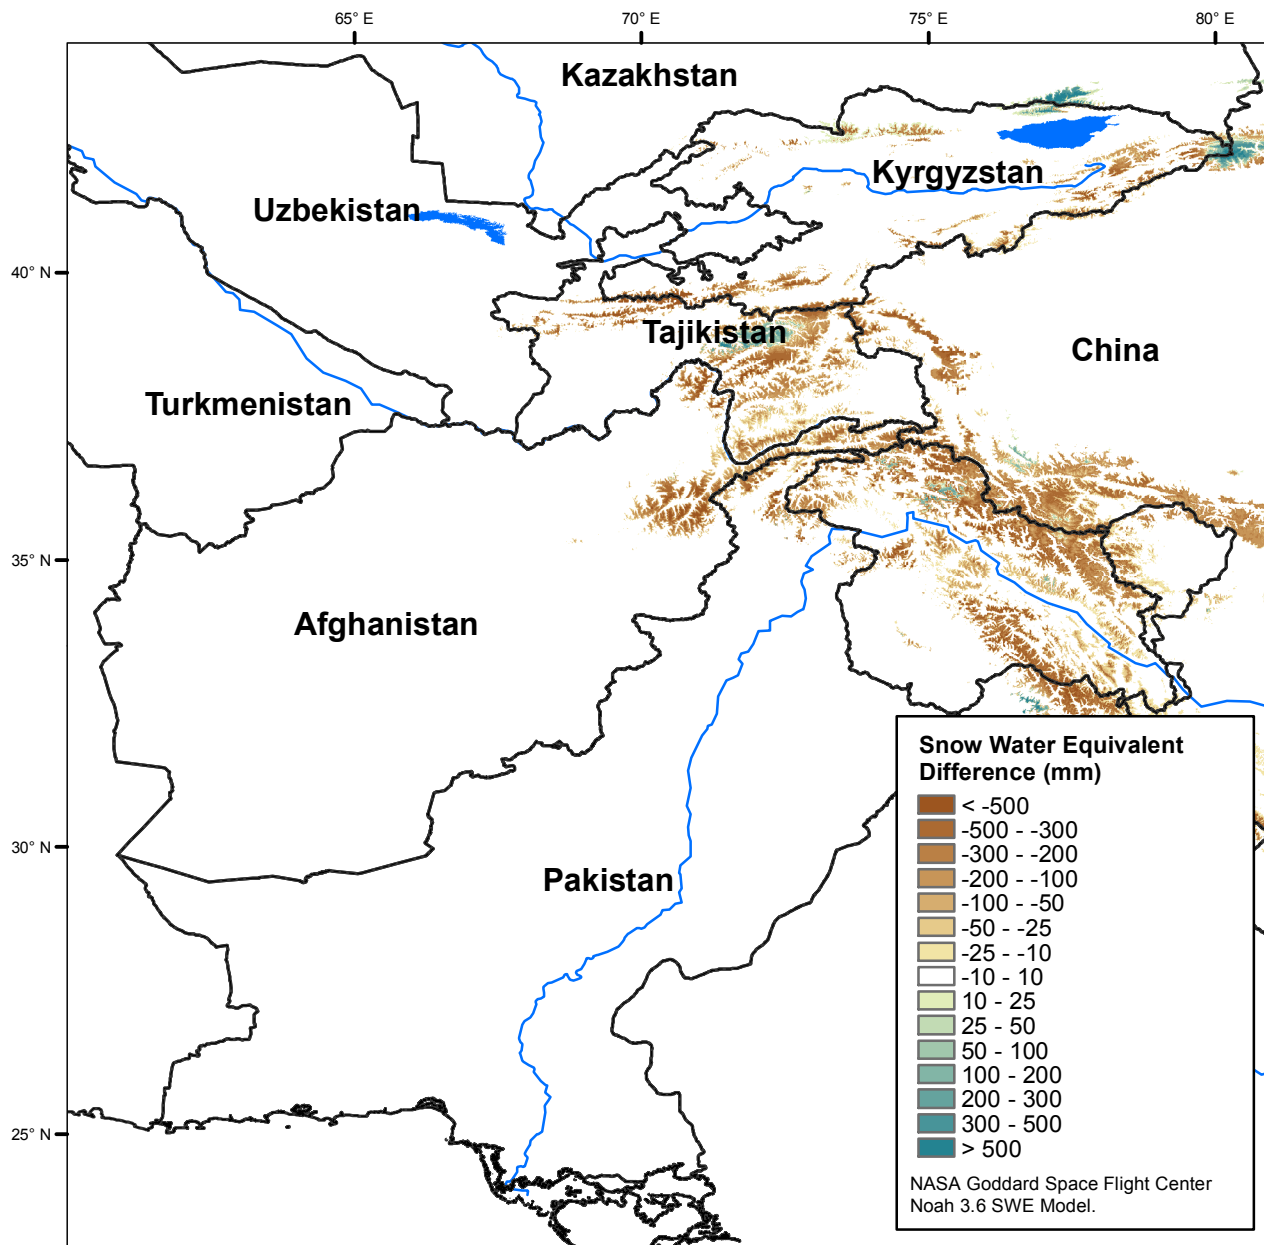 65° E
70° E
75° E
80° E
Kazakhstan
Kyrgyzstan
Uzbekistan
40° N
Tajikistan
China
Turkmenistan
35° N
Afghanistan
30° N
Pakistan
25° N
Snow Water Equivalent
Difference (mm)
< -500
-500 - -300
-300 - -200
-200 - -100
-100 - -50
-50 - -25
-25 - -10
-10 - 10
10 - 25
25 - 50
50 - 100
100 - 200
200 - 300
300 - 500
> 500
NASA Goddard Space Flight Center
Noah 3.6 SWE Model.